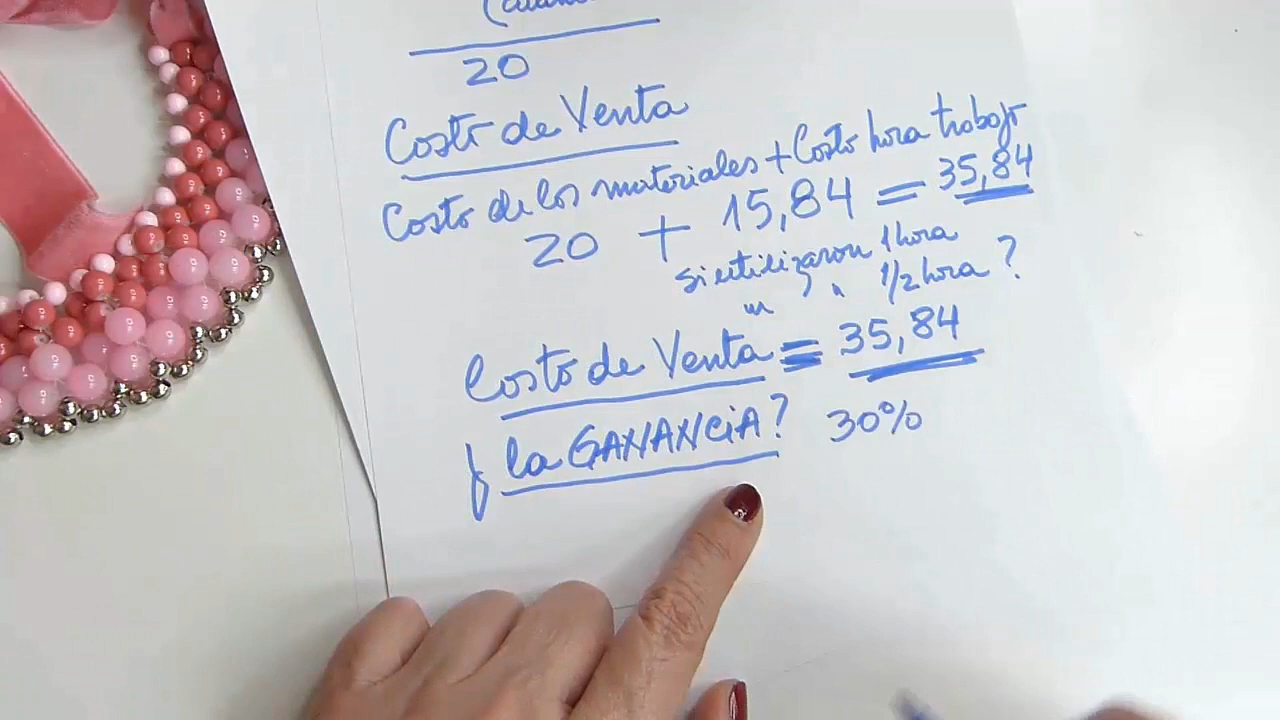 20
Costo de Venta
Costo de los materiales + Costo hora trabajo
20 + 15,84 = 35,84
si utilizaron 1 hora
" " 1/2 hora ?
Costo de Venta = 35,84
y la GANANCiA? 30%